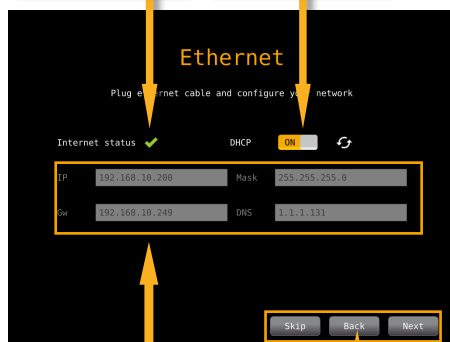 Ethernet
Plug ethernet cable and configure your network
Internet status DHCP ON
IP 192.168.10.200 Mask 255.255.255.0
Gw 192.168.10.249 DNS 1.1.1.131
Skip Back Next